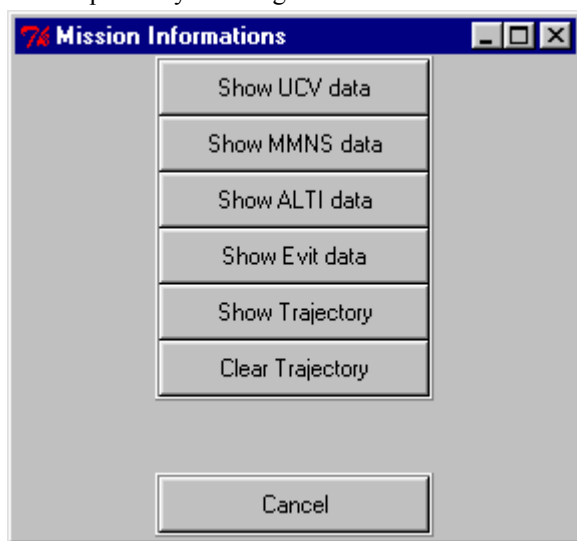 Mission Informations
Show UCV data
Show MMNS data
Show ALTI data
Show Evit data
Show Trajectory
Clear Trajectory
Cancel